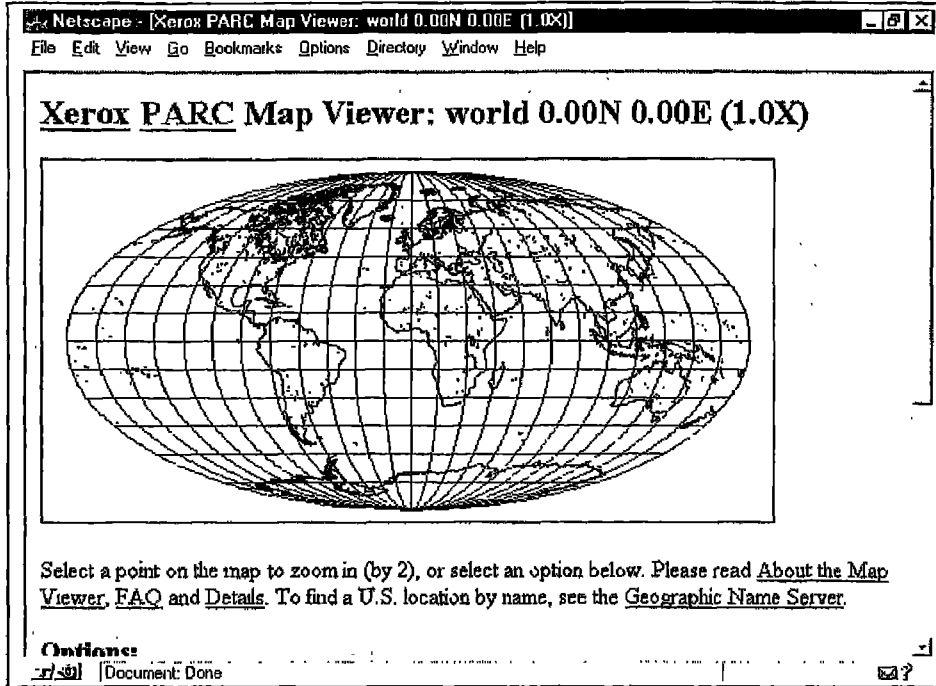 Netscape - [Xerox PARC Map Viewer: world 0.00N 0.00E (1.0X)]
File Edit View Go Bookmarks Options Directory Window Help
Xerox PARC Map Viewer: world 0.00N 0.00E (1.0X)
Select a point on the map to zoom in (by 2), or select an option below. Please read About the Map
Viewer, FAQ and Details. To find a U.S. location by name, see the Geographic Name Server.
Options:
Document: Done